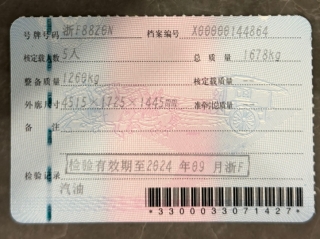 号牌号码 浙F8820N 档案编号 X00000144864
核定载人数 5人 总质量 1678kg
整备质量 1260kg 核定载质量 --
外廓尺寸 4515×1725×1445mm 准牵引总质量 --
备注
检验有效期至2024年09月浙F
检验记录
汽油
*3300033071427*